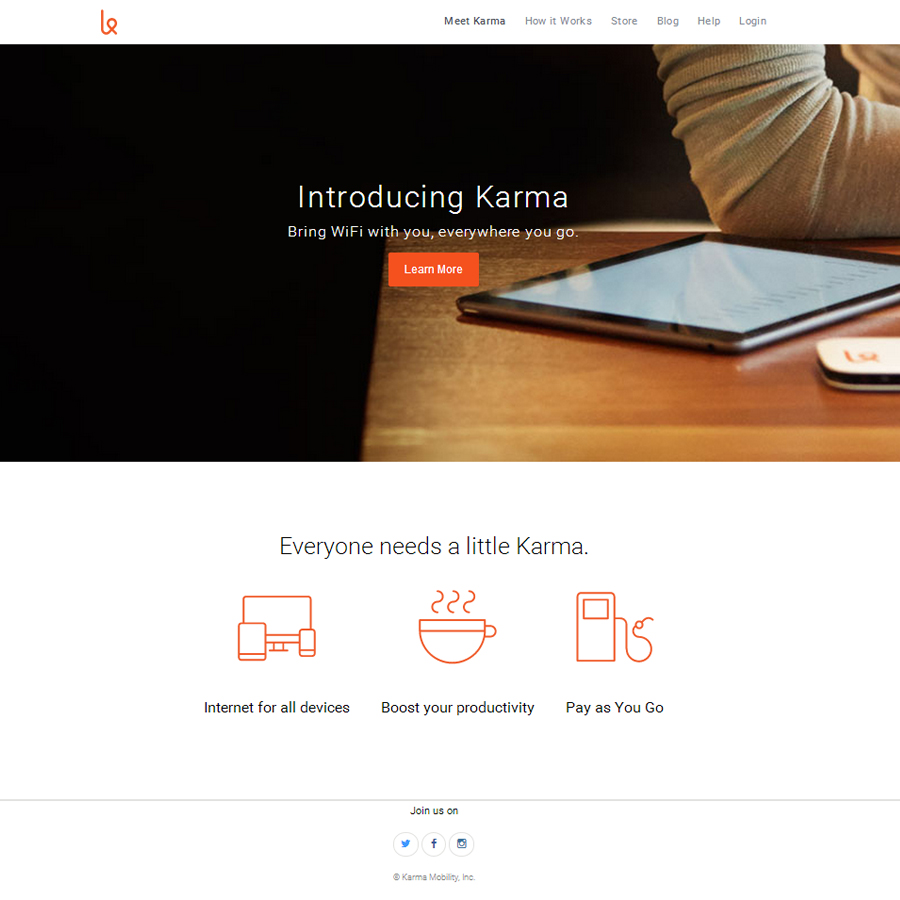 Meet Karma
How it Works
Store
Blog
Help
Login
Introducing Karma
Bring WiFi with you, everywhere you go.
Learn More
Everyone needs a little Karma.
Internet for all devices
Boost your productivity
Pay as You Go
Join us on
© Karma Mobility, Inc.